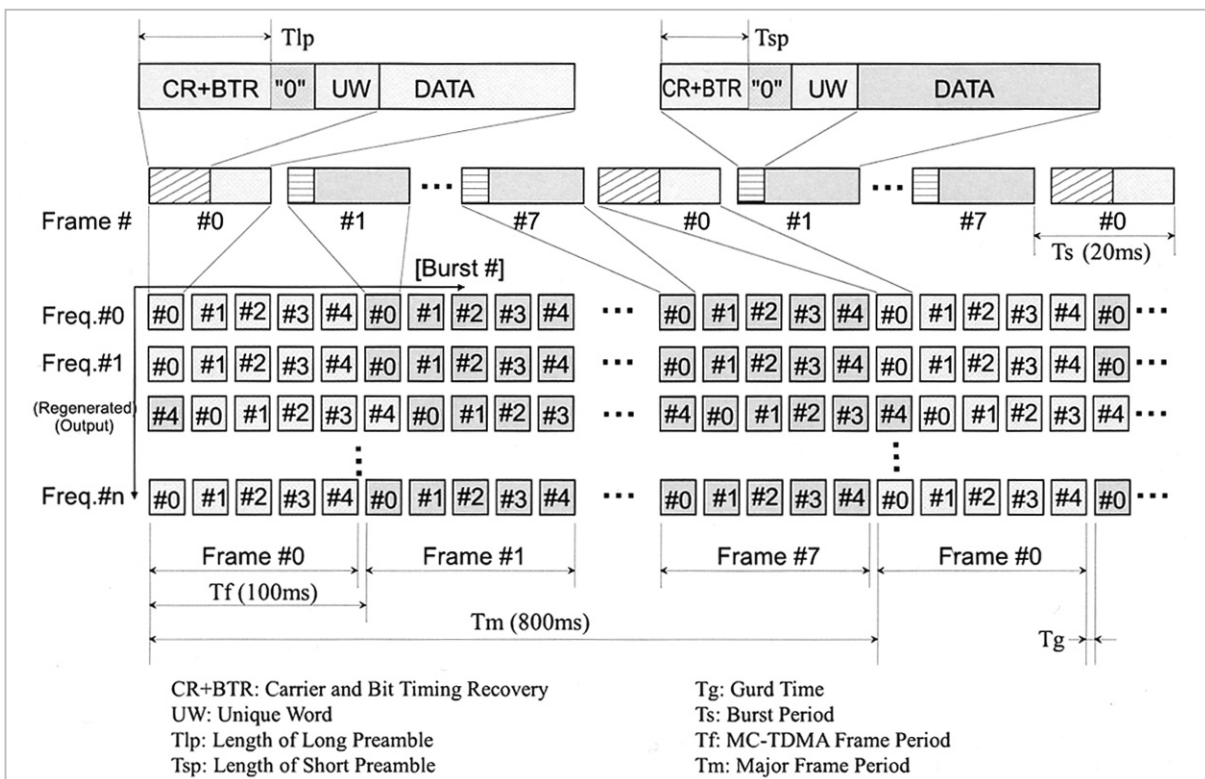 Tlp Tsp
CR+BTR "0" UW DATA CR+BTR "0" UW DATA
Frame # #0 #1 ... #7 #0 #1 ... #7 #0
Ts (20ms)
[Burst #]
Freq.#0 #0 #1 #2 #3 #4 #0 #1 #2 #3 #4 ... #0 #1 #2 #3 #4 #0 #1 #2 #3 #4 #0 ...
Freq.#1 #0 #1 #2 #3 #4 #0 #1 #2 #3 #4 ... #0 #1 #2 #3 #4 #0 #1 #2 #3 #4 #0 ...
(Regenerated) #4 #0 #1 #2 #3 #4 #0 #1 #2 #3 ... #4 #0 #1 #2 #3 #4 #0 #1 #2 #3 #4 ...
(Output)
Freq.#n #0 #1 #2 #3 #4 #0 #1 #2 #3 #4 ... #0 #1 #2 #3 #4 #0 #1 #2 #3 #4 #0 ...
Frame #0 Frame #1 Frame #7 Frame #0
Tf (100ms)
Tm (800ms) Tg
CR+BTR: Carrier and Bit Timing Recovery
UW: Unique Word
Tlp: Length of Long Preamble
Tsp: Length of Short Preamble
Tg: Gurd Time
Ts: Burst Period
Tf: MC-TDMA Frame Period
Tm: Major Frame Period